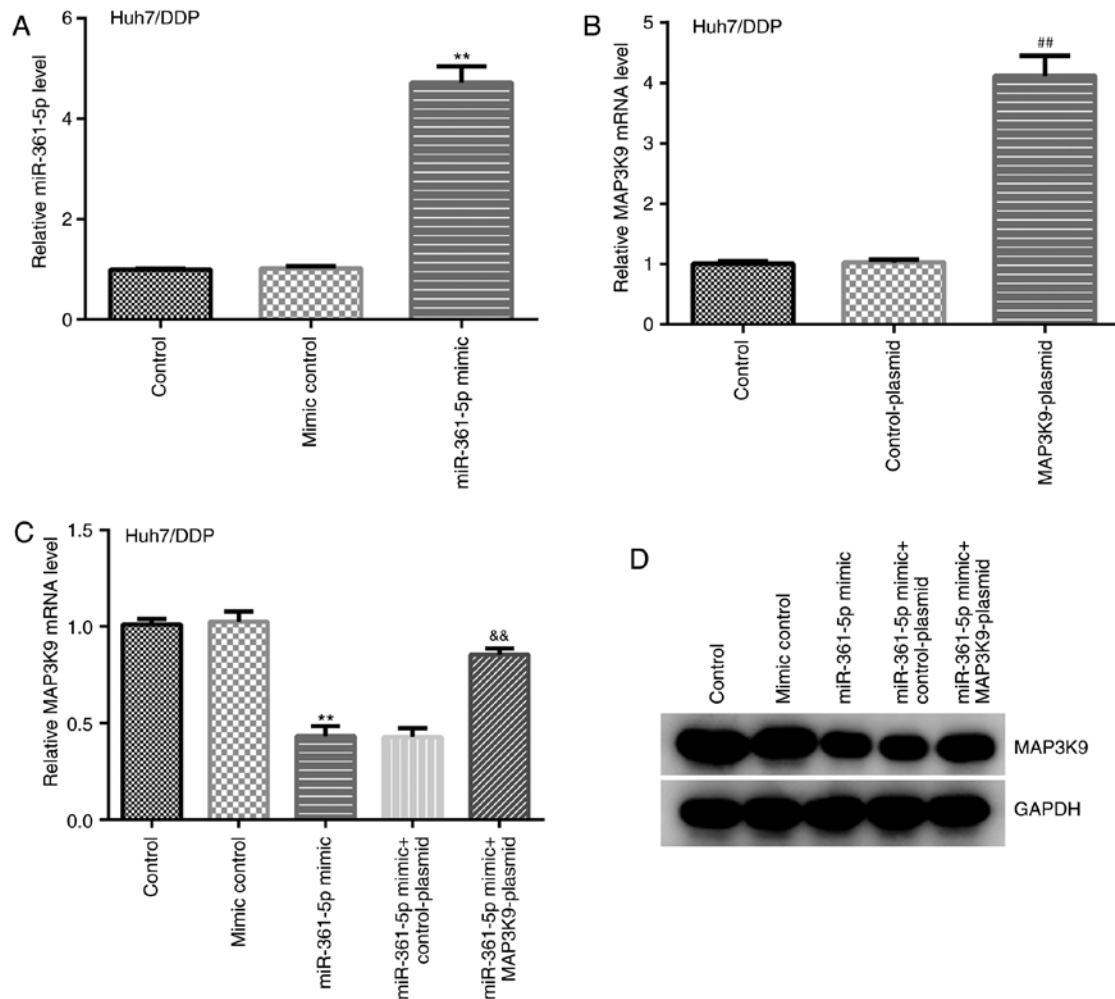 A
Huh7/DDP
Relative miR-361-5p level
6
4
2
0
**
Control
Mimic control
miR-361-5p mimic
B
Huh7/DDP
Relative MAP3K9 mRNA level
5
4
3
2
1
0
##
Control
Control-plasmid
MAP3K9-plasmid
C
Huh7/DDP
Relative MAP3K9 mRNA level
1.5
1.0
0.5
0.0
**
&&
Control
Mimic control
miR-361-5p mimic
miR-361-5p mimic+
control-plasmid
miR-361-5p mimic+
MAP3K9-plasmid
D
Control
Mimic control
miR-361-5p mimic
miR-361-5p mimic+
control-plasmid
miR-361-5p mimic+
MAP3K9-plasmid
MAP3K9
GAPDH